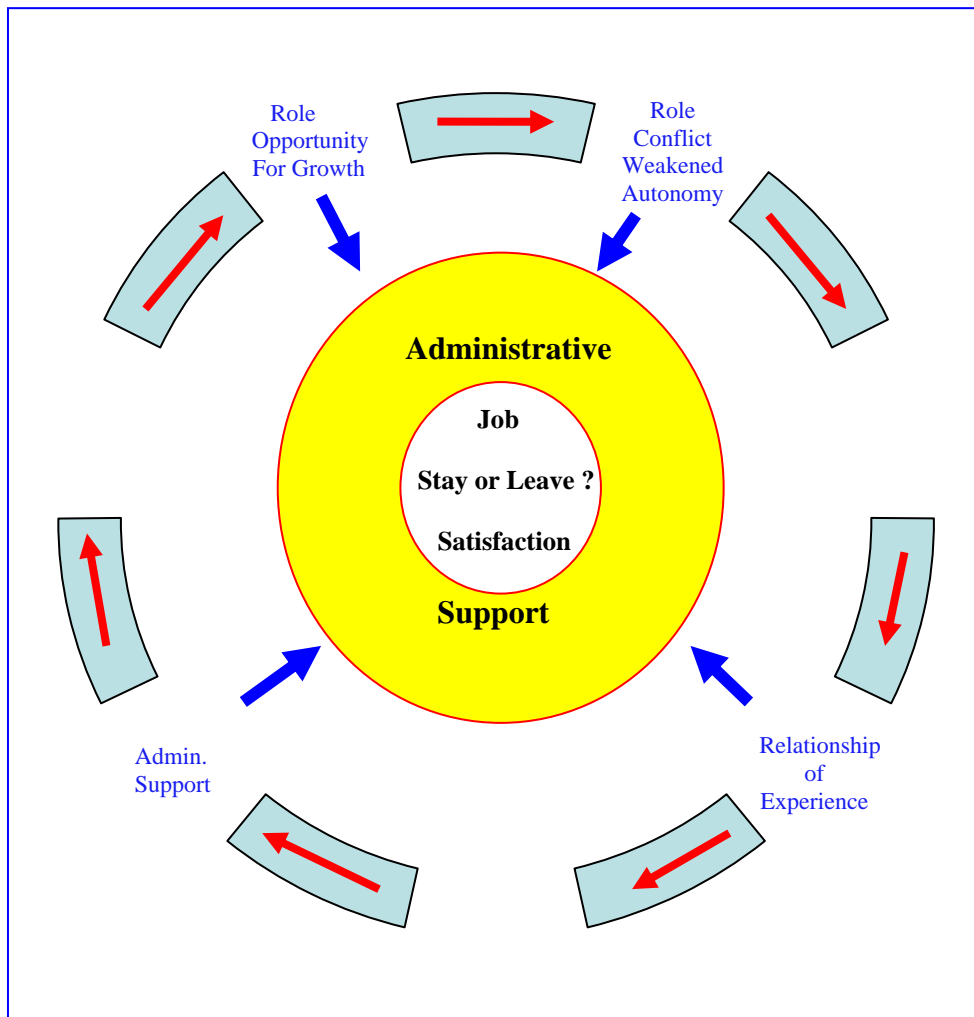 Role
Opportunity
For Growth
Role
Conflict
Weakened
Autonomy
Administrative
Job
Stay or Leave ?
Satisfaction
Support
Admin.
Support
Relationship
of
Experience